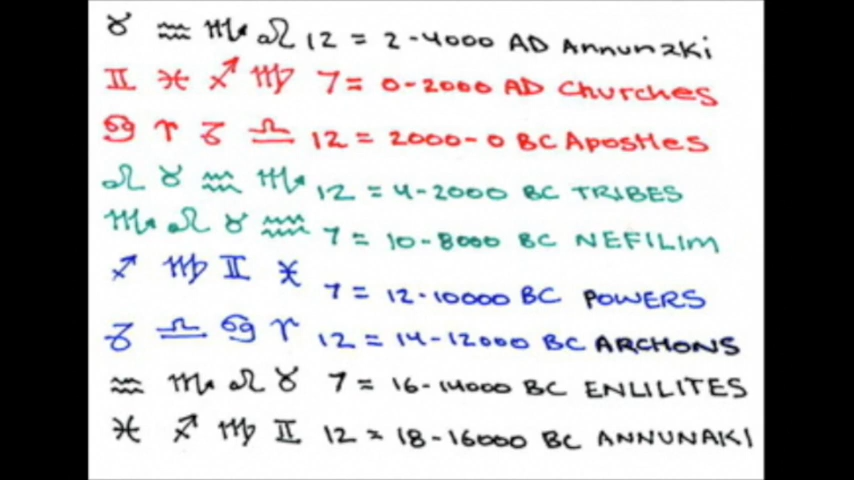 ♉ ♒ ♏ ♌ 12 = 2-4000 AD Annunaki
♊ ♓ ♐ ♍ 7 = 0-2000 AD Churches
♋ ♈ ♑ ♎ 12 = 2000-0 BC Apostles
♌ ♉ ♒ ♏ 12 = 4-2000 BC TRIBES
♏ ♌ ♉ ♒ 7 = 10-8000 BC NEFILIM
♐ ♍ ♊ ♓ 7 = 12-10000 BC POWERS
♑ ♎ ♋ ♈ 12 = 14-12000 BC ARCHONS
♒ ♏ ♌ ♉ 7 = 16-14000 BC ENLILITES
♓ ♐ ♍ ♊ 12 = 18-16000 BC ANNUNAKI